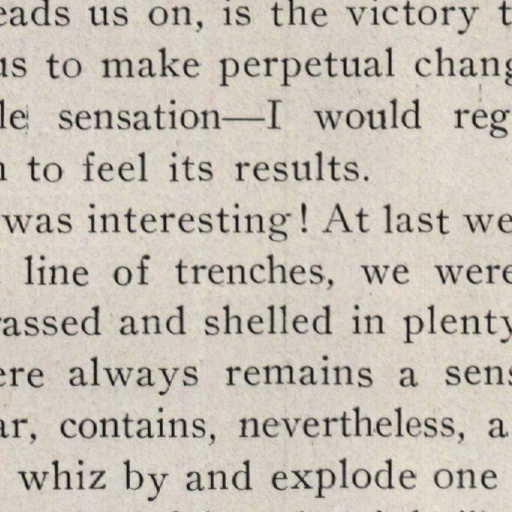 eads us on, is the victory t
us to make perpetual chang
le sensation—I would reg
to feel its results.
was interesting! At last we
line of trenches, we were
assed and shelled in plenty
ere always remains a sens
ar, contains, nevertheless, a
whiz by and explode one